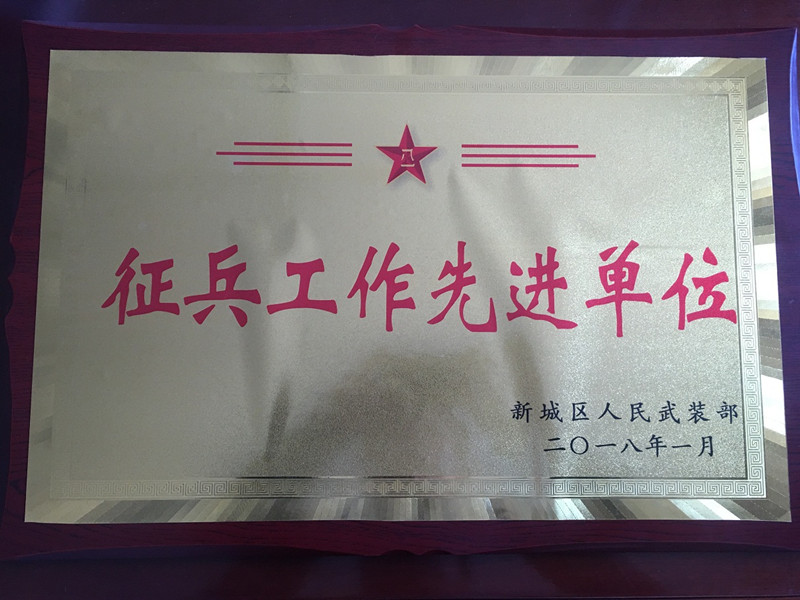 八一
征兵工作先进单位
新城区人民武装部
二〇一八年一月